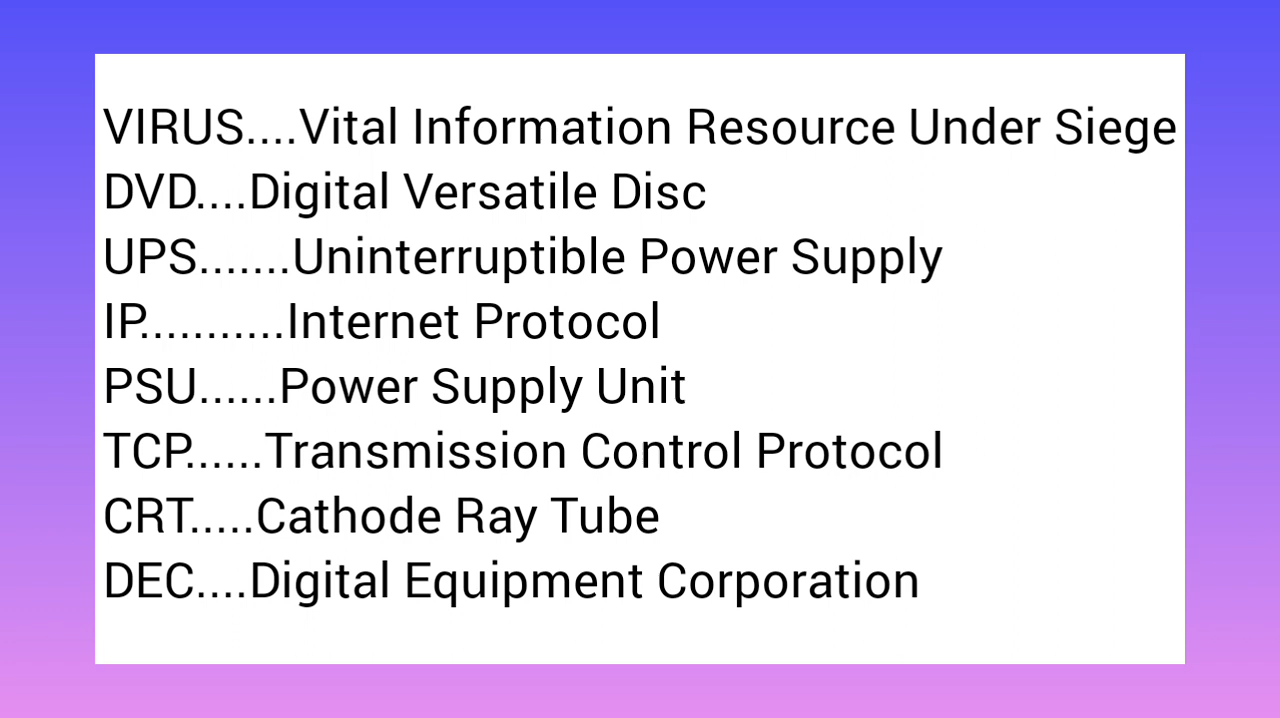 VIRUS....Vital Information Resource Under Siege
DVD....Digital Versatile Disc
UPS.......Uninterruptible Power Supply
IP...........Internet Protocol
PSU......Power Supply Unit
TCP......Transmission Control Protocol
CRT.....Cathode Ray Tube
DEC....Digital Equipment Corporation